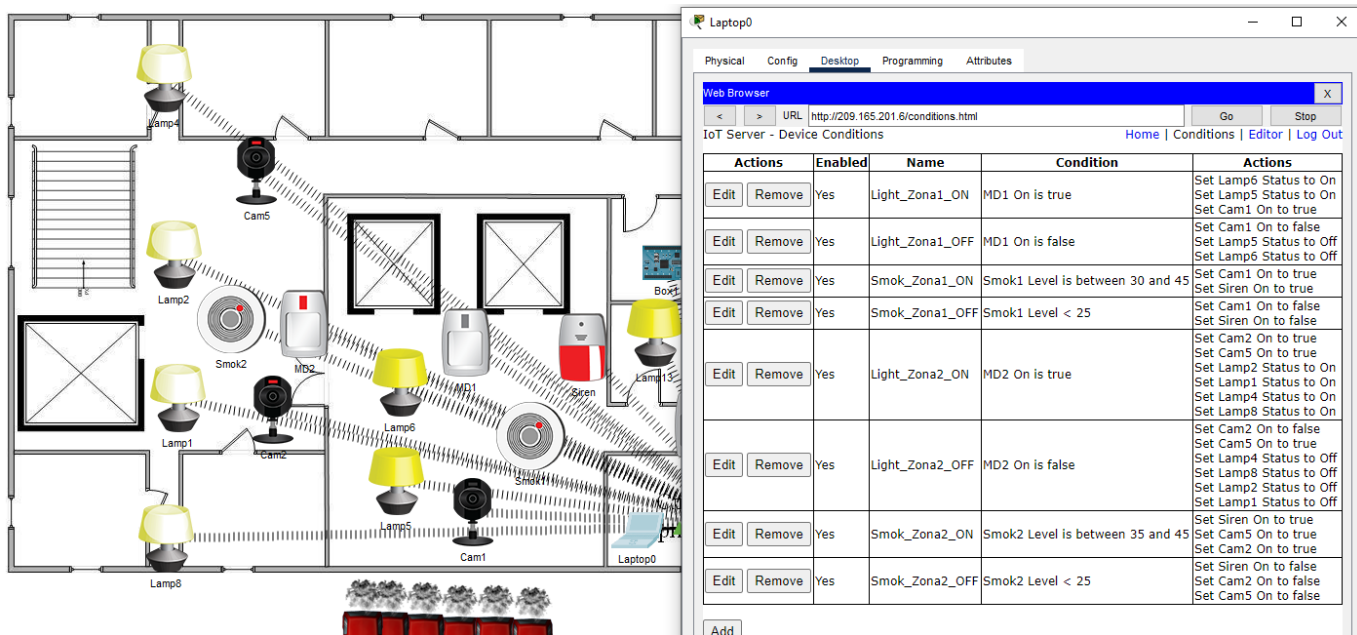 Lamp4
Cam5
Lamp2
Smok2
MD2
MD1
Siren
Box1
Lamp13
Lamp1
Cam2
Lamp6
Smok1
Lamp5
Cam1
Lamp8
Laptop0
Laptop0
Physical Config Desktop Programming Attributes
Web Browser X
< > URL http://209.165.201.6/conditions.html Go Stop
IoT Server - Device Conditions Home | Conditions | Editor | Log Out
Actions Enabled Name Condition Actions
Edit Remove Yes Light_Zona1_ON MD1 On is true
Set Lamp6 Status to On
Set Lamp5 Status to On
Set Cam1 On to true
Edit Remove Yes Light_Zona1_OFF MD1 On is false
Set Cam1 On to false
Set Lamp5 Status to Off
Set Lamp6 Status to Off
Edit Remove Yes Smok_Zona1_ON Smok1 Level is between 30 and 45
Set Cam1 On to true
Set Siren On to true
Edit Remove Yes Smok_Zona1_OFF Smok1 Level < 25
Set Cam1 On to false
Set Siren On to false
Edit Remove Yes Light_Zona2_ON MD2 On is true
Set Cam2 On to true
Set Cam5 On to true
Set Lamp2 Status to On
Set Lamp1 Status to On
Set Lamp4 Status to On
Set Lamp8 Status to On
Edit Remove Yes Light_Zona2_OFF MD2 On is false
Set Cam2 On to false
Set Cam5 On to true
Set Lamp4 Status to Off
Set Lamp8 Status to Off
Set Lamp2 Status to Off
Set Lamp1 Status to Off
Edit Remove Yes Smok_Zona2_ON Smok2 Level is between 35 and 45
Set Siren On to true
Set Cam5 On to true
Set Cam2 On to true
Edit Remove Yes Smok_Zona2_OFF Smok2 Level < 25
Set Siren On to false
Set Cam2 On to false
Set Cam5 On to false
Add